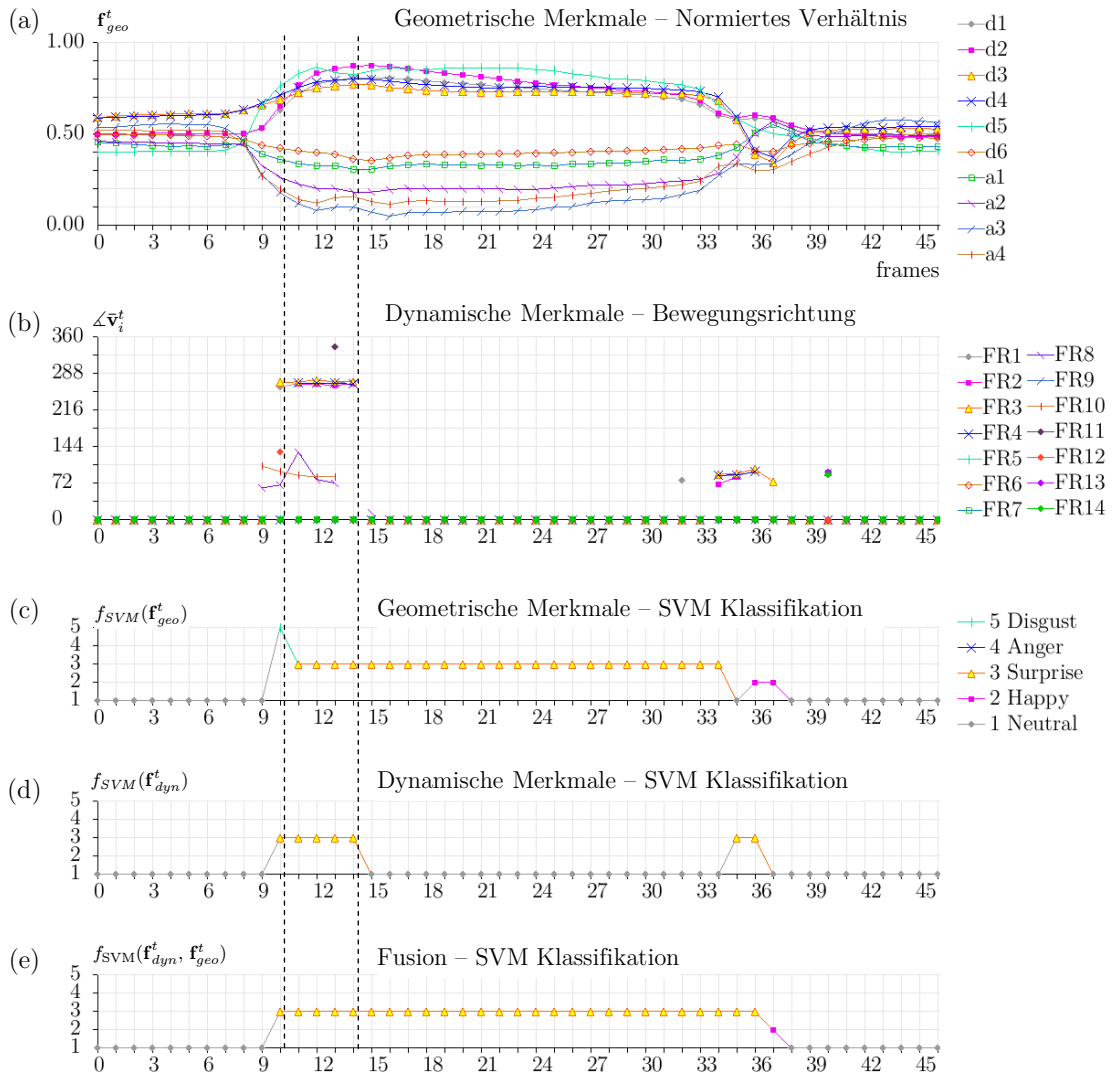 (a)
f^t_geo
Geometrische Merkmale – Normiertes Verhältnis
1.00
0.50
0.00
0 3 6 9 12 15 18 21 24 27 30 33 36 39 42 45
frames
d1
d2
d3
d4
d5
d6
a1
a2
a3
a4
(b)
∡v̄^t_i
Dynamische Merkmale – Bewegungsrichtung
360
288
216
144
72
0
0 3 6 9 12 15 18 21 24 27 30 33 36 39 42 45
FR1 FR8
FR2 FR9
FR3 FR10
FR4 FR11
FR5 FR12
FR6 FR13
FR7 FR14
(c)
f_SVM(f^t_geo)
Geometrische Merkmale – SVM Klassifikation
5
4
3
2
1
0 3 6 9 12 15 18 21 24 27 30 33 36 39 42 45
5 Disgust
4 Anger
3 Surprise
2 Happy
1 Neutral
(d)
f_SVM(f^t_dyn)
Dynamische Merkmale – SVM Klassifikation
5
4
3
2
1
0 3 6 9 12 15 18 21 24 27 30 33 36 39 42 45
(e)
f_SVM(f^t_dyn, f^t_geo)
Fusion – SVM Klassifikation
5
4
3
2
1
0 3 6 9 12 15 18 21 24 27 30 33 36 39 42 45